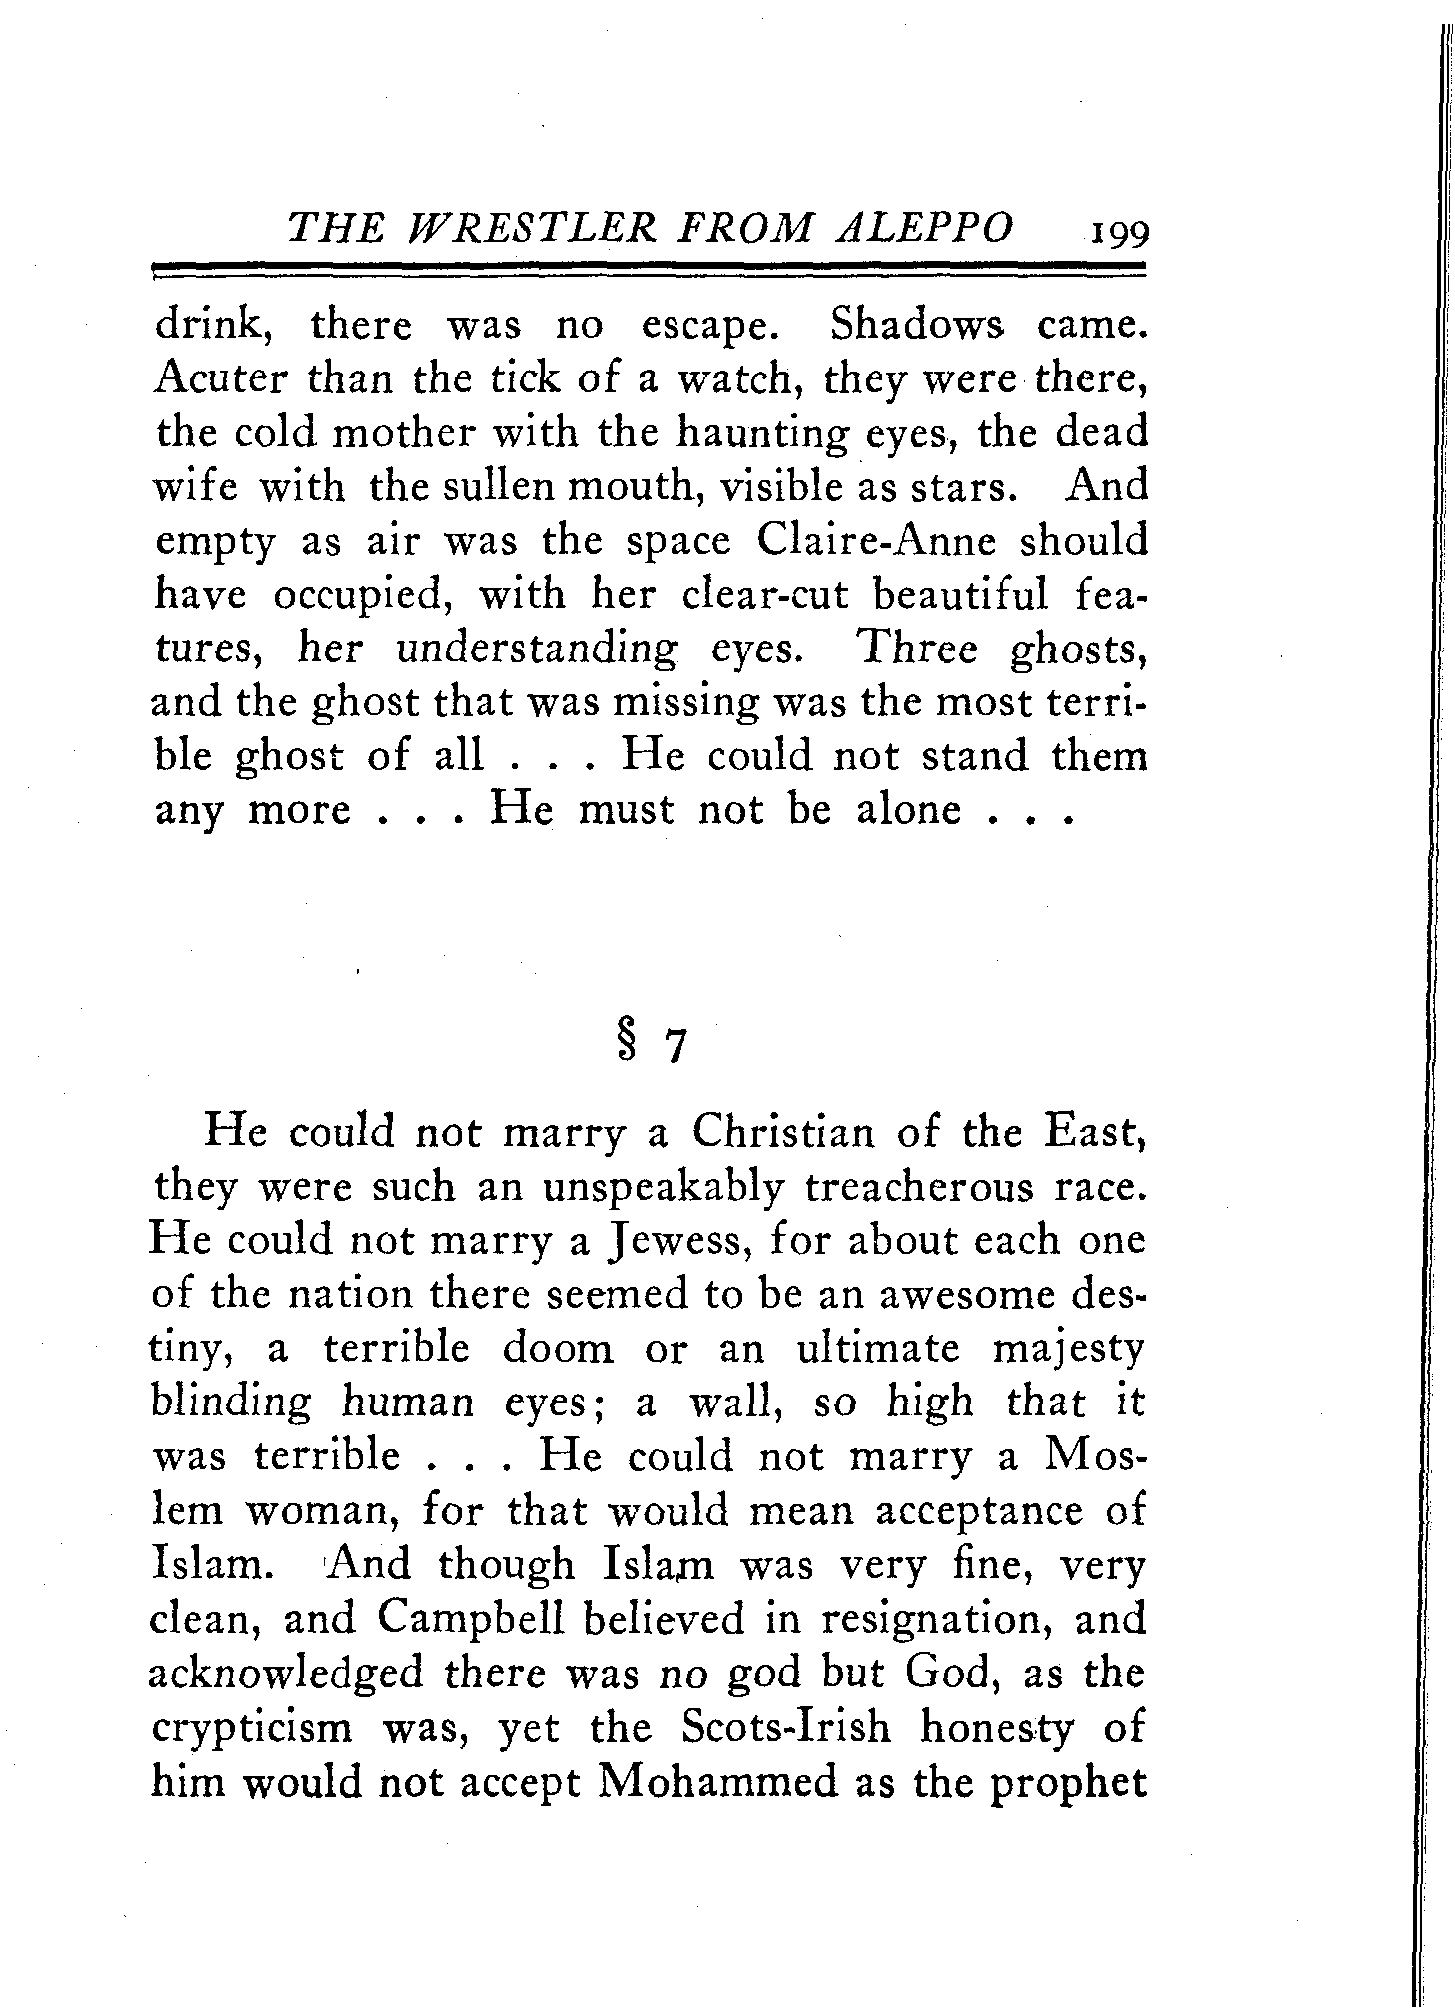 THE WRESTLER FROM ALEPPO 199
drink, there was no escape. Shadows came.
Acuter than the tick of a watch, they were there,
the cold mother with the haunting eyes, the dead
wife with the sullen mouth, visible as stars. And
empty as air was the space Claire-Anne should
have occupied, with her clear-cut beautiful fea-
tures, her understanding eyes. Three ghosts,
and the ghost that was missing was the most terri-
ble ghost of all . . . He could not stand them
any more . . . He must not be alone . . .
§ 7
He could not marry a Christian of the East,
they were such an unspeakably treacherous race.
He could not marry a Jewess, for about each one
of the nation there seemed to be an awesome des-
tiny, a terrible doom or an ultimate majesty
blinding human eyes; a wall, so high that it
was terrible . . . He could not marry a Mos-
lem woman, for that would mean acceptance of
Islam. And though Islam was very fine, very
clean, and Campbell believed in resignation, and
acknowledged there was no god but God, as the
crypticism was, yet the Scots-Irish honesty of
him would not accept Mohammed as the prophet